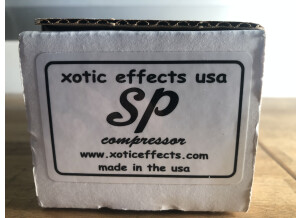 xotic effects usa
SP
compressor
www.xoticeffects.com
made in the usa